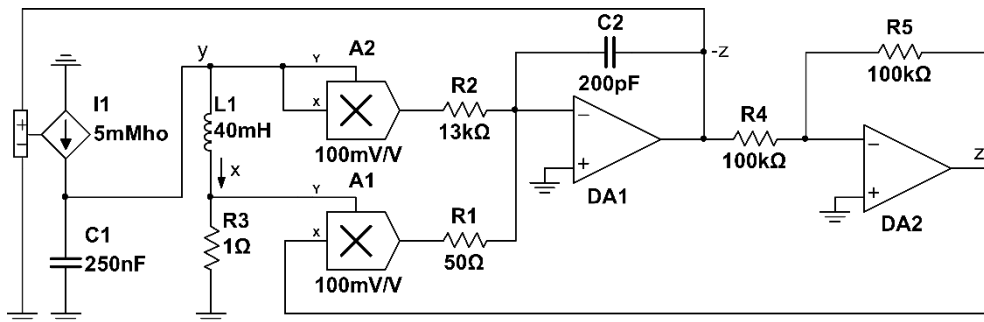 C2
200pF
-z
R5
100kΩ
y
Y
A2
X
R2
13kΩ
100mV/V
I1
5mMho
+
−
L1
40mH
x
−
+
DA1
R4
100kΩ
−
+
DA2
z
Y
A1
X
R1
50Ω
100mV/V
R3
1Ω
C1
250nF